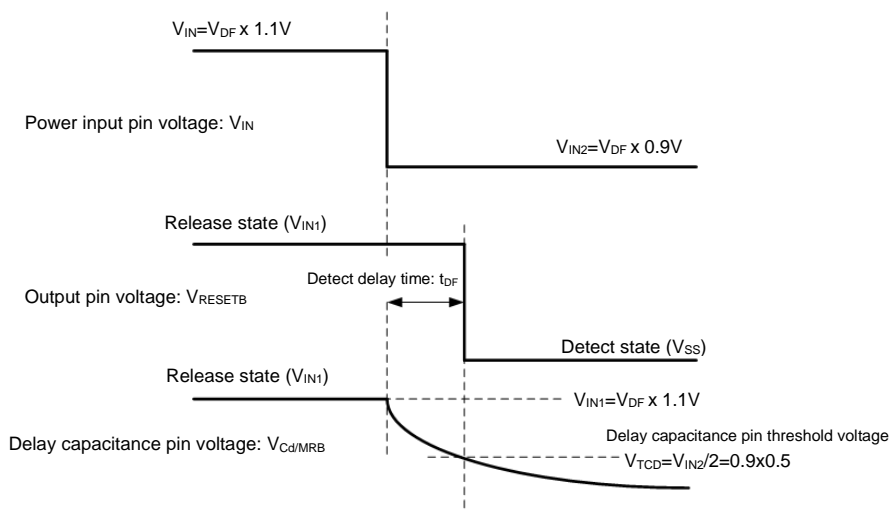 VIN=VDF x 1.1V
Power input pin voltage: VIN
VIN2=VDF x 0.9V
Release state (VIN1)
Detect delay time: tDF
Output pin voltage: VRESETB
Detect state (VSS)
Release state (VIN1)
VIN1=VDF x 1.1V
Delay capacitance pin threshold voltage
Delay capacitance pin voltage: VCd/MRB
VTCD=VIN2/2=0.9x0.5